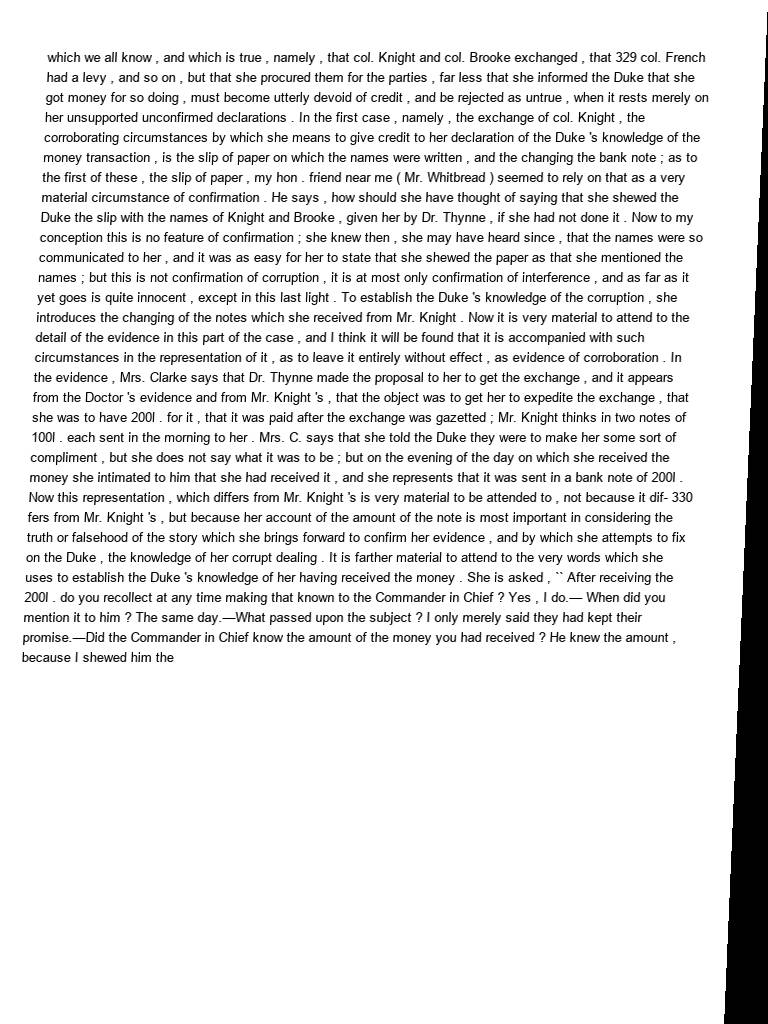 which we all know , and which is true , namely , that col. Knight and col. Brooke exchanged , that 329 col. French
had a levy , and so on , but that she procured them for the parties , far less that she informed the Duke that she
got money for so doing , must become utterly devoid of credit , and be rejected as untrue , when it rests merely on
her unsupported unconfirmed declarations . In the first case , namely , the exchange of col. Knight , the
corroborating circumstances by which she means to give credit to her declaration of the Duke 's knowledge of the
money transaction , is the slip of paper on which the names were written , and the changing the bank note ; as to
the first of these , the slip of paper , my hon . friend near me ( Mr. Whitbread ) seemed to rely on that as a very
material circumstance of confirmation . He says , how should she have thought of saying that she shewed the
Duke the slip with the names of Knight and Brooke , given her by Dr. Thynne , if she had not done it . Now to my
conception this is no feature of confirmation ; she knew then , she may have heard since , that the names were so
communicated to her , and it was as easy for her to state that she shewed the paper as that she mentioned the
names ; but this is not confirmation of corruption , it is at most only confirmation of interference , and as far as it
yet goes is quite innocent , except in this last light . To establish the Duke 's knowledge of the corruption , she
introduces the changing of the notes which she received from Mr. Knight . Now it is very material to attend to the
detail of the evidence in this part of the case , and I think it will be found that it is accompanied with such
circumstances in the representation of it , as to leave it entirely without effect , as evidence of corroboration . In
the evidence , Mrs. Clarke says that Dr. Thynne made the proposal to her to get the exchange , and it appears
from the Doctor 's evidence and from Mr. Knight 's , that the object was to get her to expedite the exchange , that
she was to have 200l . for it , that it was paid after the exchange was gazetted ; Mr. Knight thinks in two notes of
100l . each sent in the morning to her . Mrs. C. says that she told the Duke they were to make her some sort of
compliment , but she does not say what it was to be ; but on the evening of the day on which she received the
money she intimated to him that she had received it , and she represents that it was sent in a bank note of 200l .
Now this representation , which differs from Mr. Knight 's is very material to be attended to , not because it dif- 330
fers from Mr. Knight 's , but because her account of the amount of the note is most important in considering the
truth or falsehood of the story which she brings forward to confirm her evidence , and by which she attempts to fix
on the Duke , the knowledge of her corrupt dealing . It is farther material to attend to the very words which she
uses to establish the Duke 's knowledge of her having received the money . She is asked , `` After receiving the
200l . do you recollect at any time making that known to the Commander in Chief ? Yes , I do.— When did you
mention it to him ? The same day.—What passed upon the subject ? I only merely said they had kept their
promise.—Did the Commander in Chief know the amount of the money you had received ? He knew the amount ,
because I shewed him the